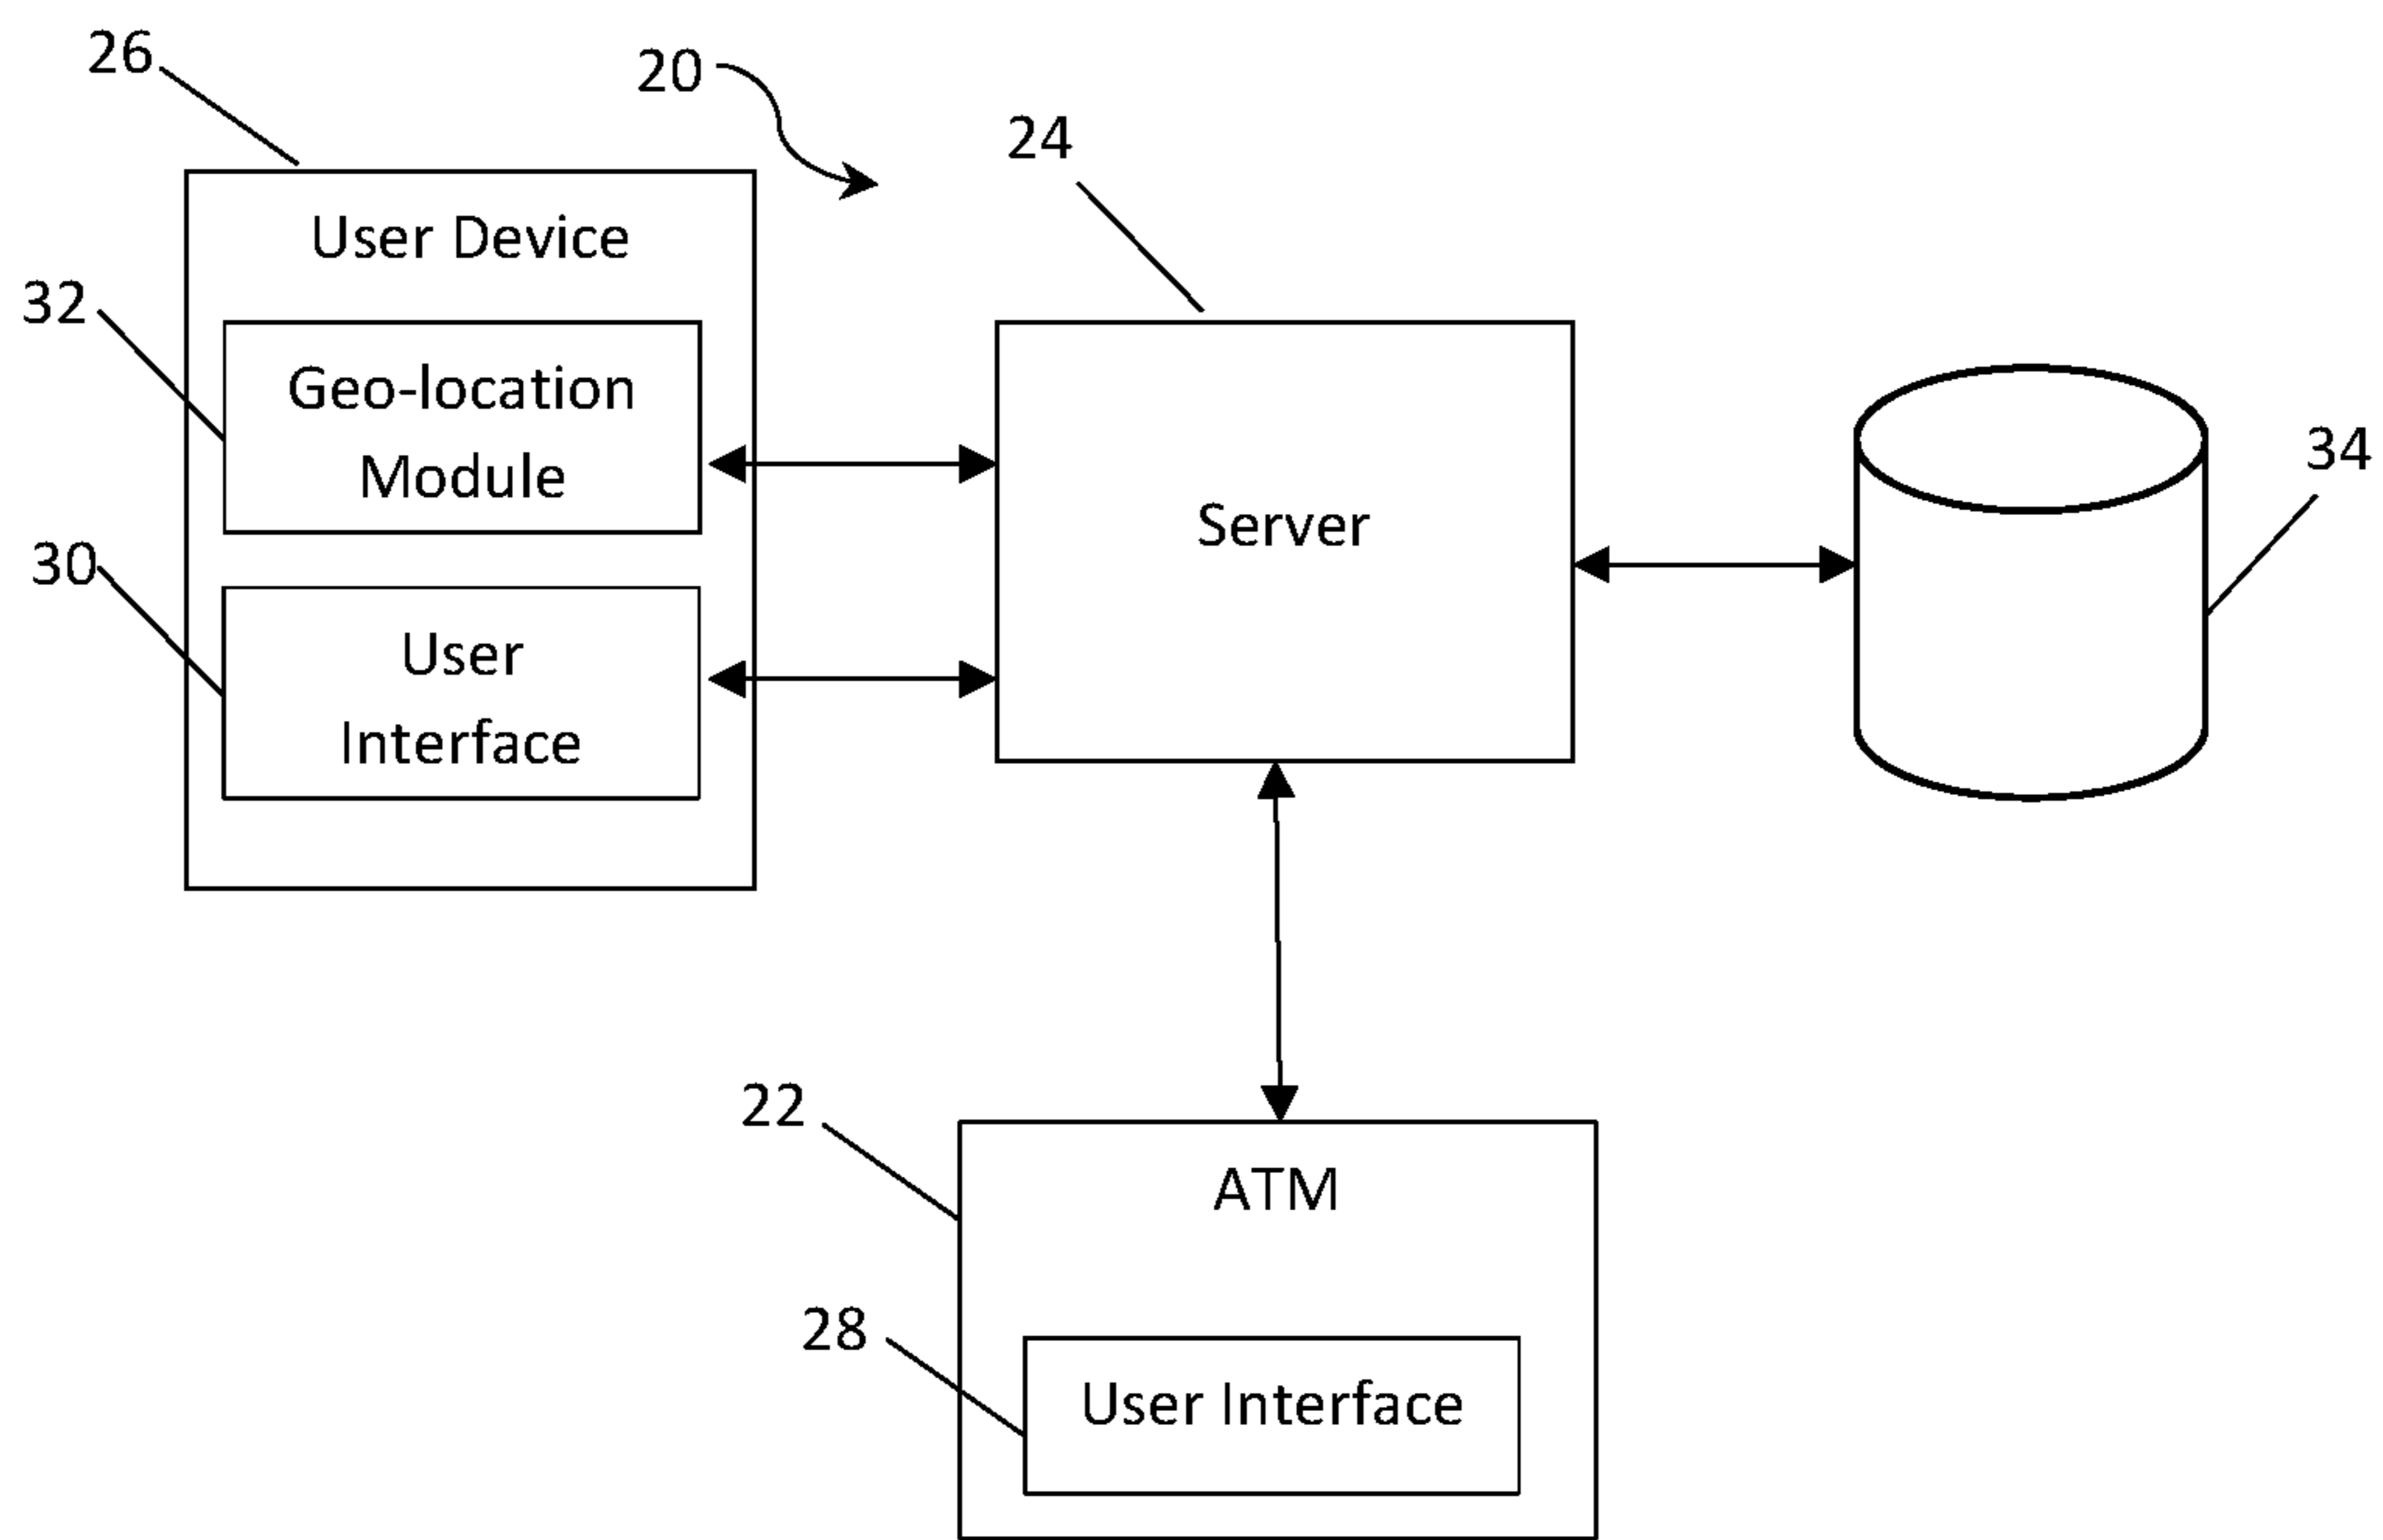 26
20
24
User Device
32
Geo-location
Module
34
Server
30
User
Interface
22
ATM
28
User Interface